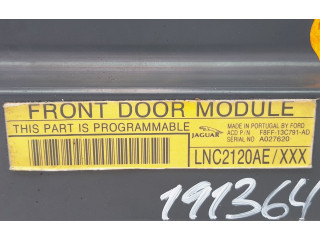 FRONT DOOR MODULE
THIS PART IS PROGRAMMABLE
JAGUAR
MADE IN PORTUGAL BY FORD
ACD P/N F8FF-13C791-AD
SERIAL NO A027620
LNC2120AE/XXX
191364